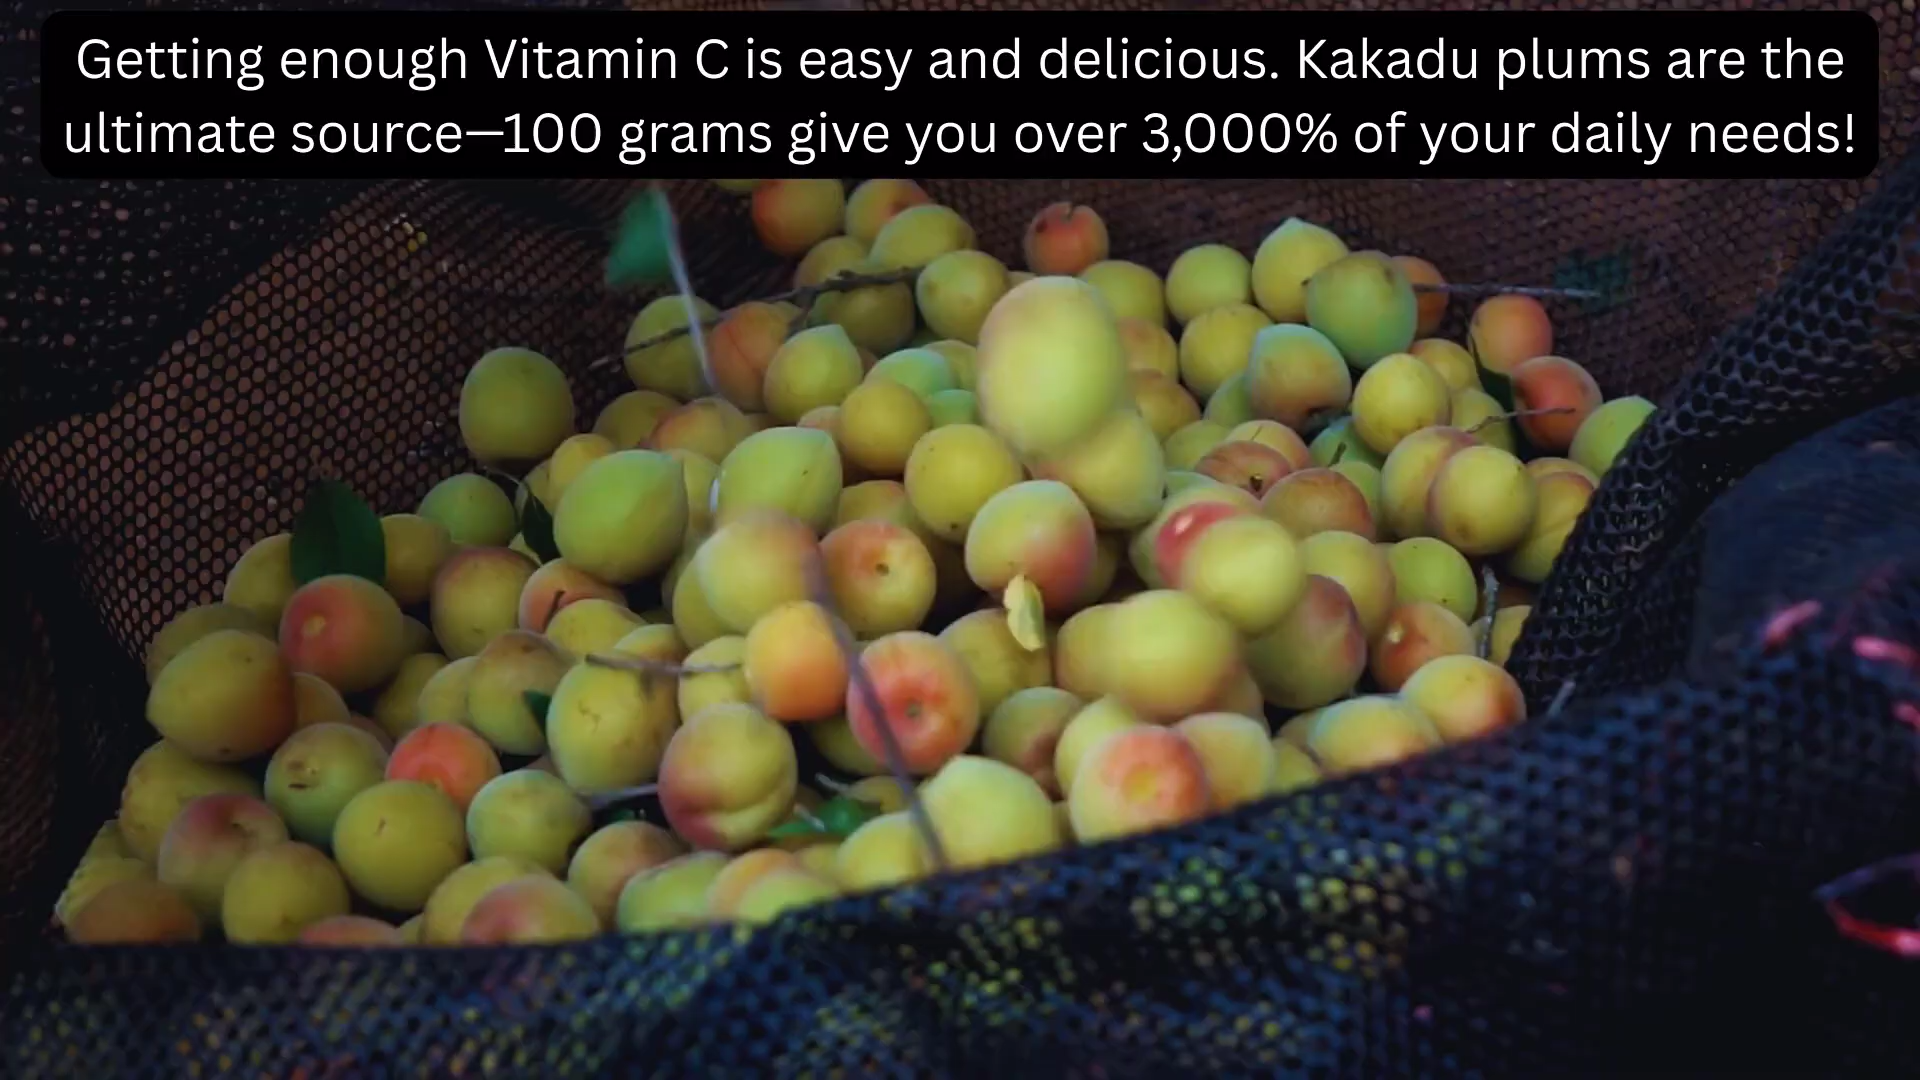 Getting enough Vitamin C is easy and delicious. Kakadu plums are the
ultimate source—100 grams give you over 3,000% of your daily needs!